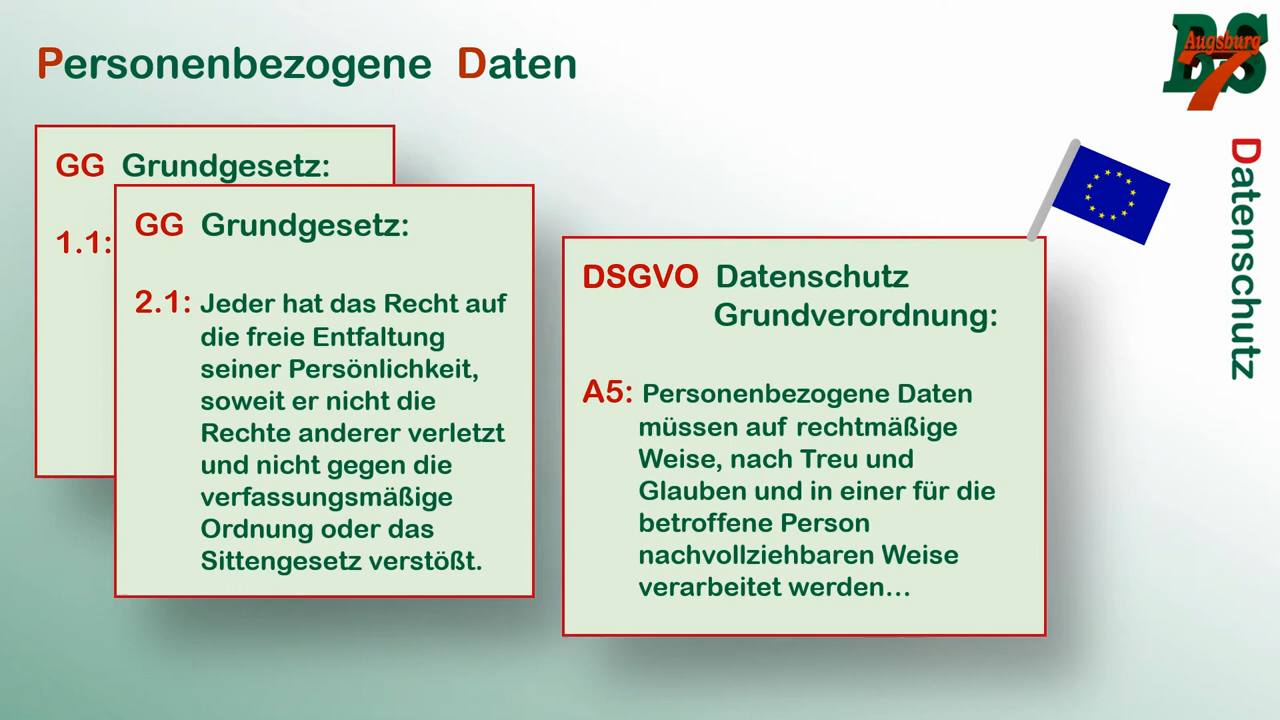 Personenbezogene Daten
GG Grundgesetz:
1.1:
GG Grundgesetz:
2.1: Jeder hat das Recht auf
die freie Entfaltung
seiner Persönlichkeit,
soweit er nicht die
Rechte anderer verletzt
und nicht gegen die
verfassungsmäßige
Ordnung oder das
Sittengesetz verstößt.
DSGVO Datenschutz
Grundverordnung:
A5: Personenbezogene Daten
müssen auf rechtmäßige
Weise, nach Treu und
Glauben und in einer für die
betroffene Person
nachvollziehbaren Weise
verarbeitet werden...
BS
Augsburg
7
Datenschutz